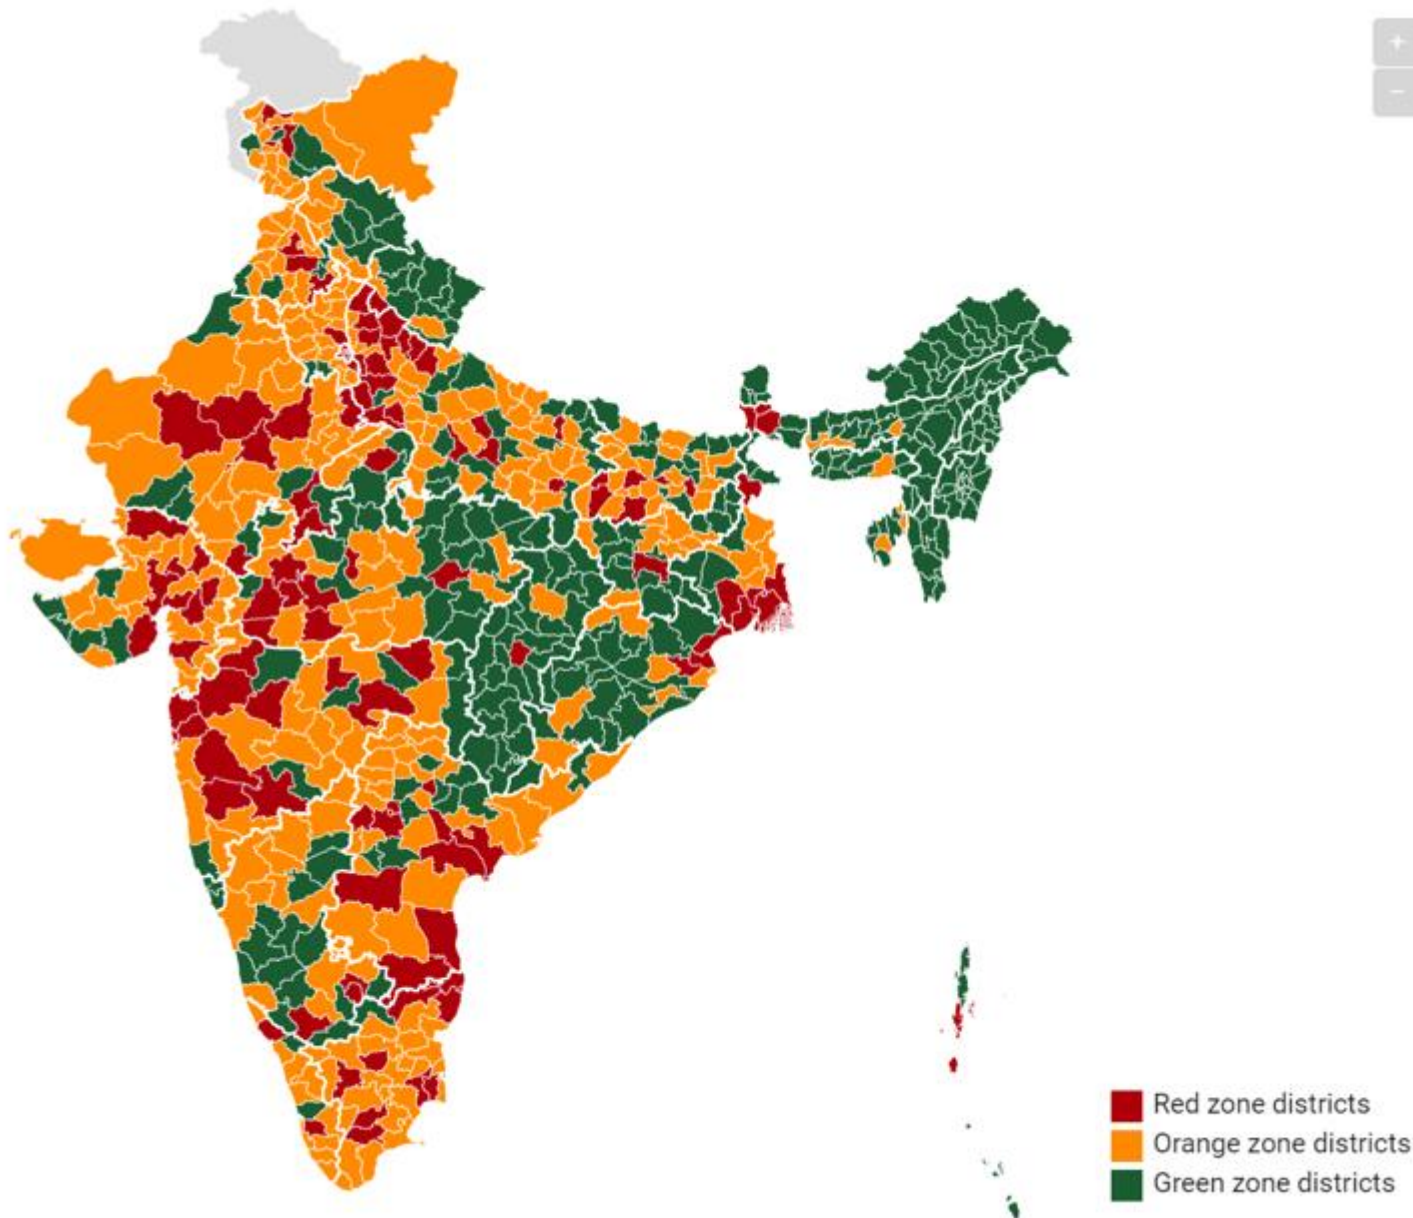 +
−
Red zone districts
Orange zone districts
Green zone districts